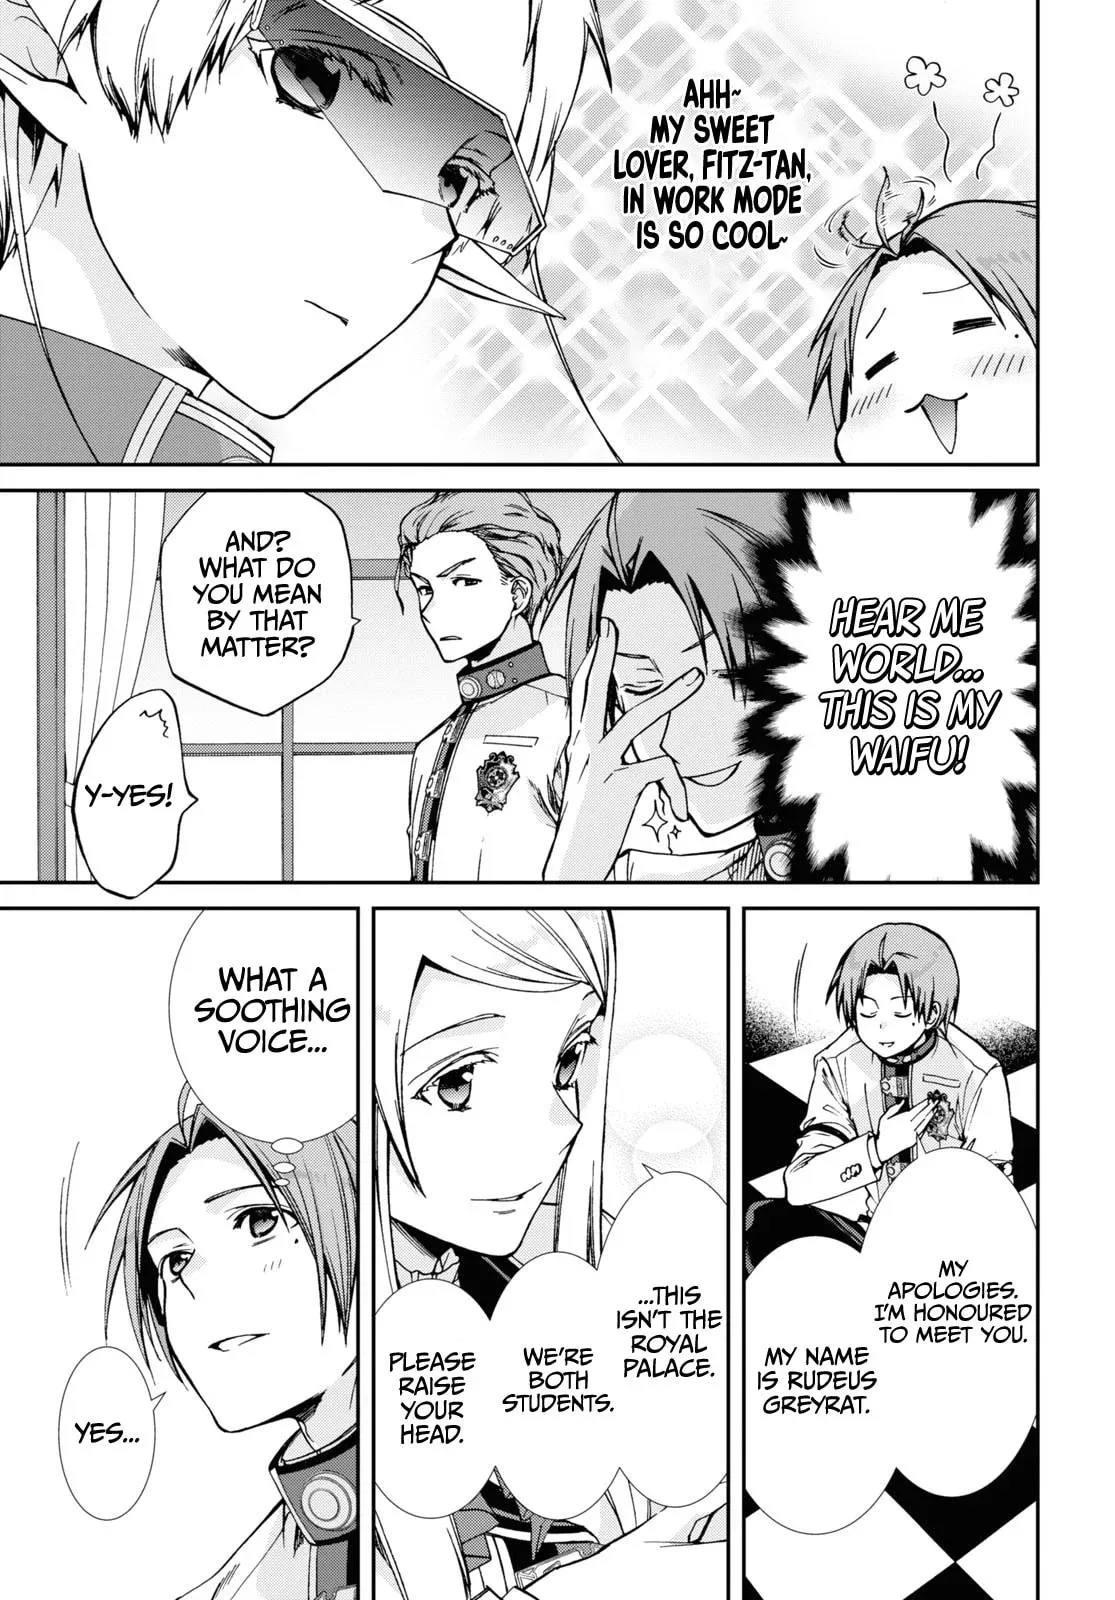 AHH~
MY SWEET
LOVER, FITZ-TAN,
IN WORK MODE
IS SO COOL~
HEAR ME
WORLD...
THIS IS MY
WAIFU!
AND?
WHAT DO
YOU MEAN
BY THAT
MATTER?
Y-YES!
MY
APOLOGIES.
I'M HONOURED
TO MEET YOU.
MY NAME
IS RUDEUS
GREYRAT.
...THIS
ISN'T THE
ROYAL
PALACE.
WE'RE
BOTH
STUDENTS.
PLEASE
RAISE
YOUR
HEAD.
WHAT A
SOOTHING
VOICE...
YES...